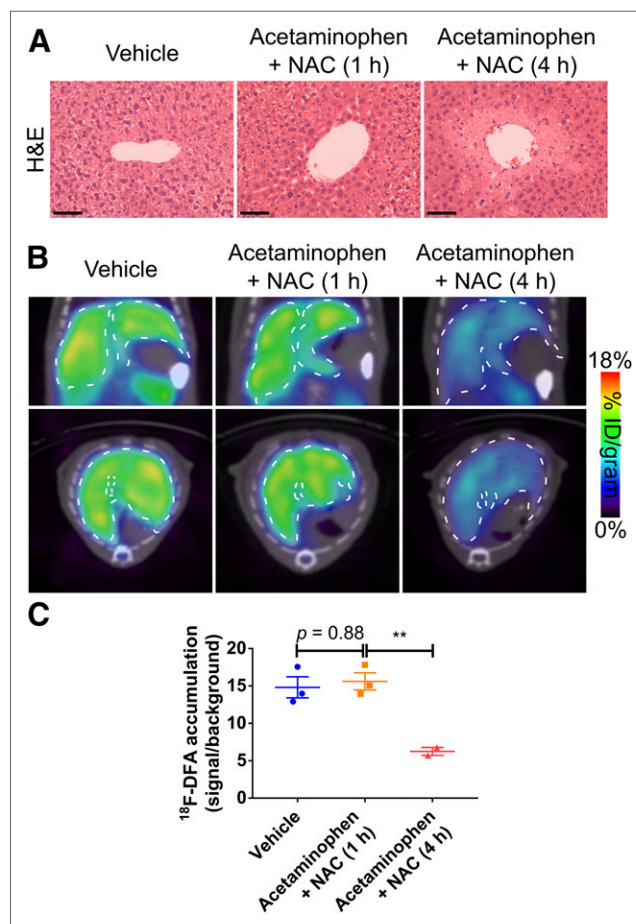 A
Vehicle
Acetaminophen
+ NAC (1 h)
Acetaminophen
+ NAC (4 h)
H&E
B
Vehicle
Acetaminophen
+ NAC (1 h)
Acetaminophen
+ NAC (4 h)
18%
% ID/gram
0%
C
¹⁸F-DFA accumulation
(signal/background)
20
15
10
5
0
p = 0.88
**
Vehicle
Acetaminophen
+ NAC (1 h)
Acetaminophen
+ NAC (4 h)